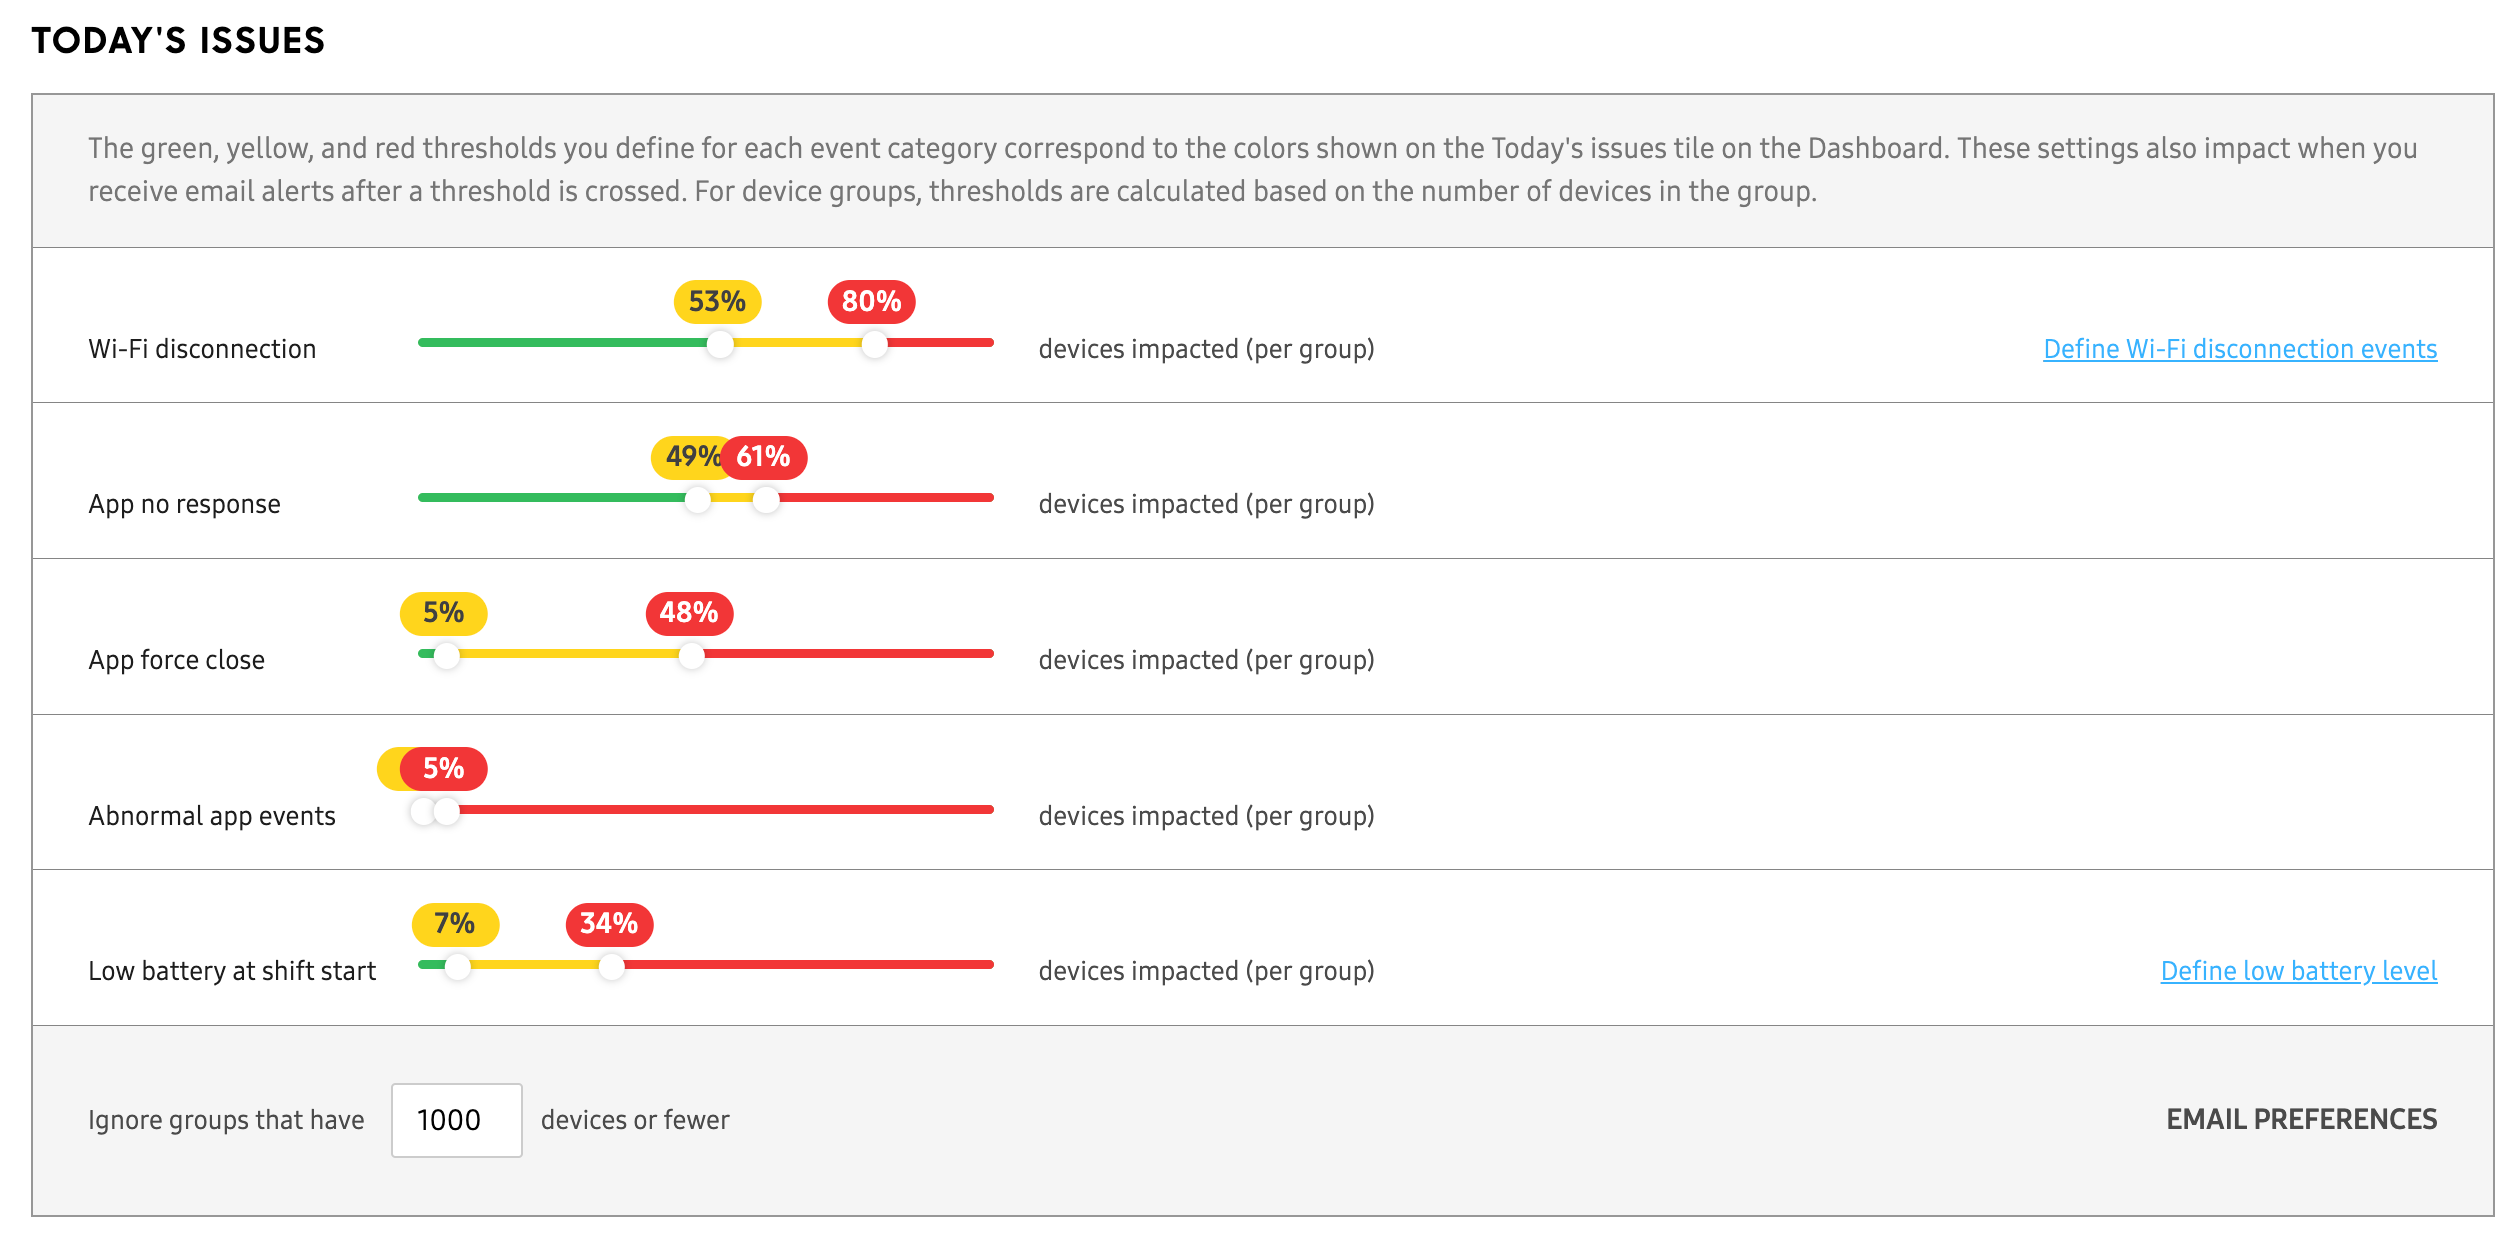 TODAY'S ISSUES
The green, yellow, and red thresholds you define for each event category correspond to the colors shown on the Today's issues tile on the Dashboard. These settings also impact when you
receive email alerts after a threshold is crossed. For device groups, thresholds are calculated based on the number of devices in the group.
53% 80%
Wi-Fi disconnection devices impacted (per group) Define Wi-Fi disconnection events
49% 61%
App no response devices impacted (per group)
5% 48%
App force close devices impacted (per group)
5%
Abnormal app events devices impacted (per group)
7% 34%
Low battery at shift start devices impacted (per group) Define low battery level
Ignore groups that have 1000 devices or fewer EMAIL PREFERENCES